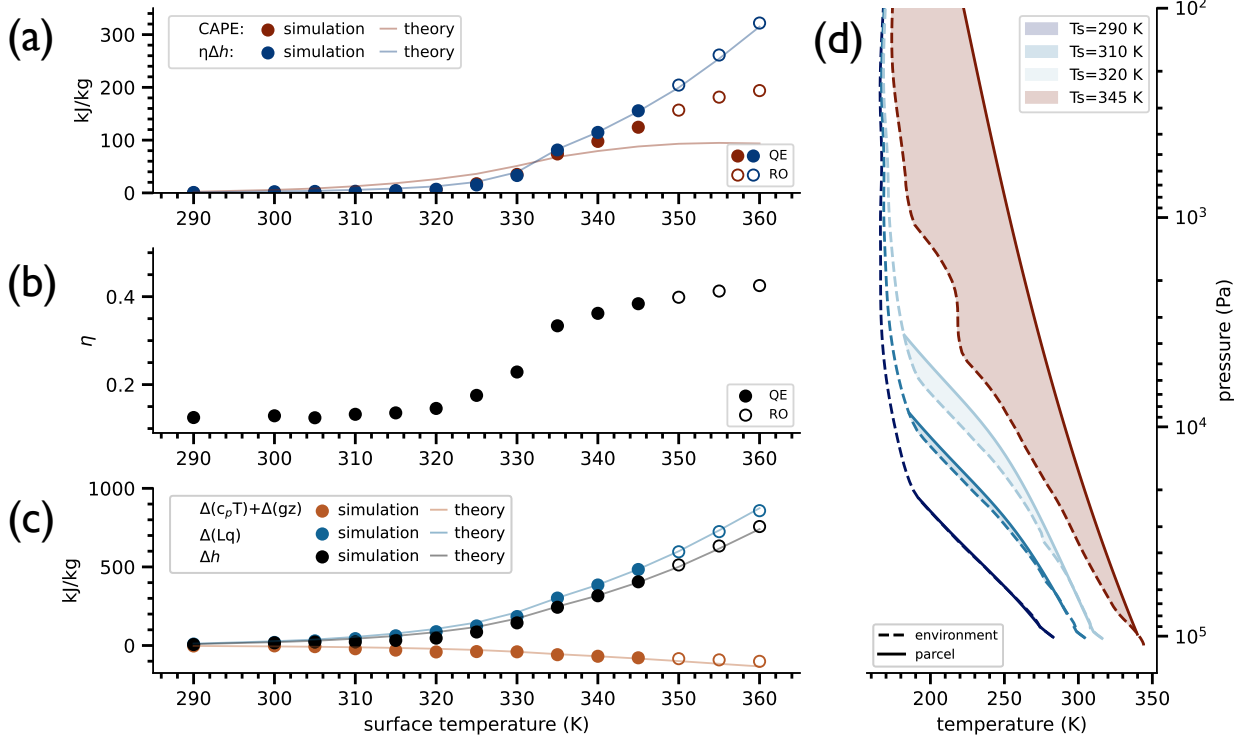 (a)
CAPE: simulation theory
ηΔh: simulation theory
kJ/kg
300
200
100
0
QE
RO
290 300 310 320 330 340 350 360
(b)
η
0.4
0.2
QE
RO
290 300 310 320 330 340 350 360
(c)
Δ(cpT)+Δ(gz) simulation theory
Δ(Lq) simulation theory
Δh simulation theory
kJ/kg
1000
500
0
290 300 310 320 330 340 350 360
surface temperature (K)
(d)
Ts=290 K
Ts=310 K
Ts=320 K
Ts=345 K
10²
10³
10⁴
10⁵
pressure (Pa)
environment
parcel
200 250 300 350
temperature (K)